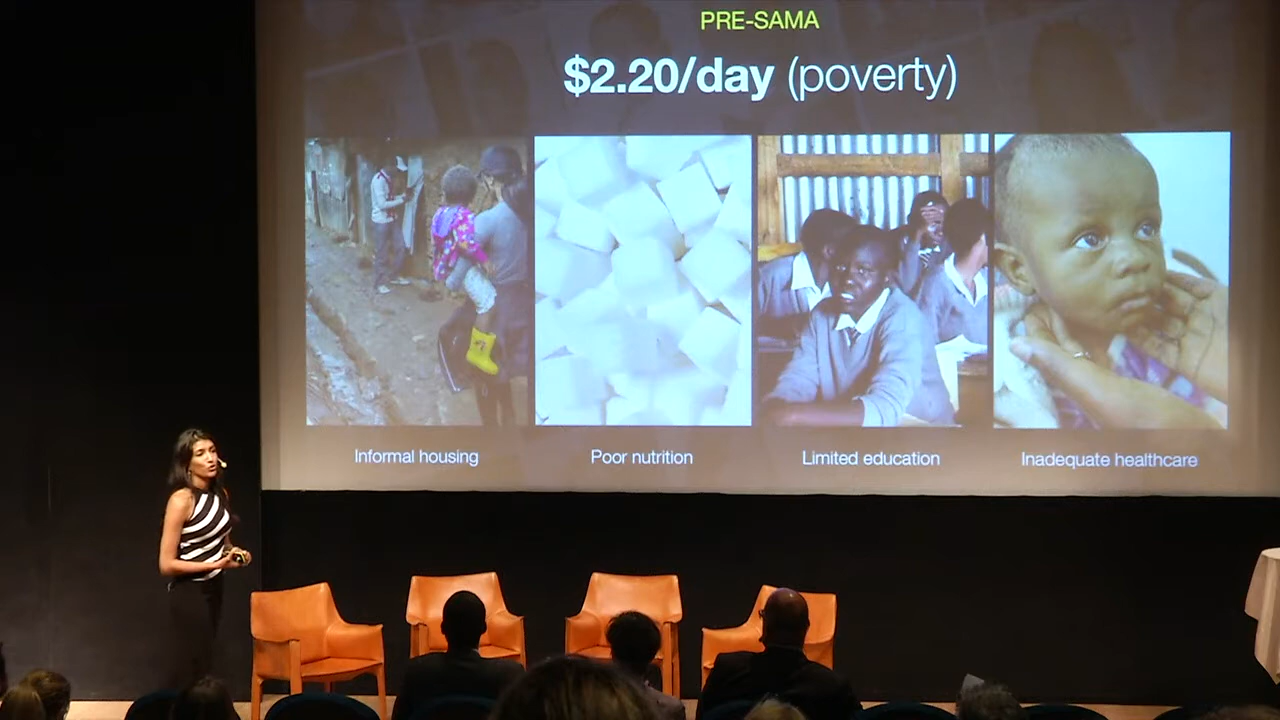 PRE-SAMA
$2.20/day (poverty)
Informal housing
Poor nutrition
Limited education
Inadequate healthcare